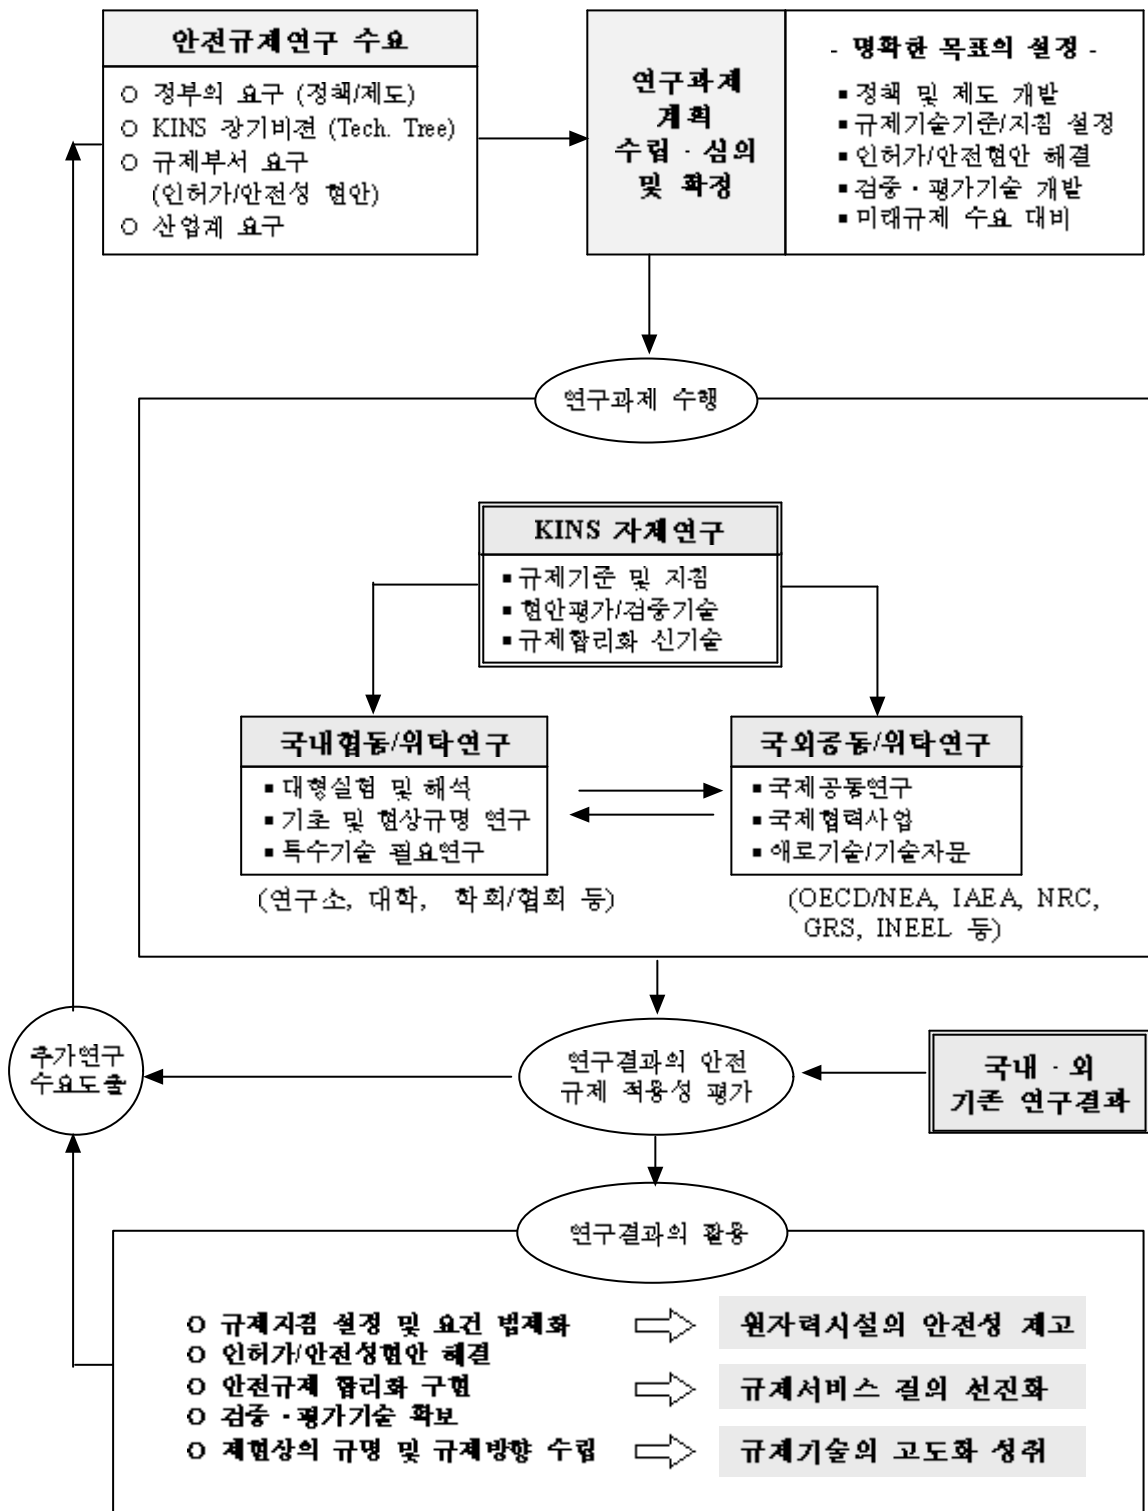 안전규제연구 수요
○ 정부의 요구 (정책/제도)
○ KINS 장기비전 (Tech. Tree)
○ 규제부서 요구
(인허가/안전성 현안)
○ 산업계 요구
연구과제
계획
수립 · 심의
및 확정
- 명확한 목표의 설정 -
▪ 정책 및 제도 개발
▪ 규제기술기준/지침 설정
▪ 인허가/안전현안 해결
▪ 검증 · 평가기술 개발
▪ 미래규제 수요 대비
연구과제 수행
KINS 자체연구
▪ 규제기준 및 지침
▪ 현안평가/검증기술
▪ 규제합리화 신기술
국내협동/위탁연구
▪ 대형실험 및 해석
▪ 기초 및 현상규명 연구
▪ 특수기술 필요연구
(연구소, 대학, 학회/협회 등)
국외공동/위탁연구
▪ 국제공동연구
▪ 국제협력사업
▪ 애로기술/기술자문
(OECD/NEA, IAEA, NRC,
GRS, INEEL 등)
추가연구
수요도출
연구결과의 안전
규제 적용성 평가
국내 · 외
기존 연구결과
연구결과의 활용
○ 규제지침 설정 및 요건 법제화
○ 인허가/안전성현안 해결
○ 안전규제 합리화 구현
○ 검증 · 평가기술 확보
○ 제현상의 규명 및 규제방향 수립
원자력시설의 안전성 제고
규제서비스 질의 선진화
규제기술의 고도화 성취